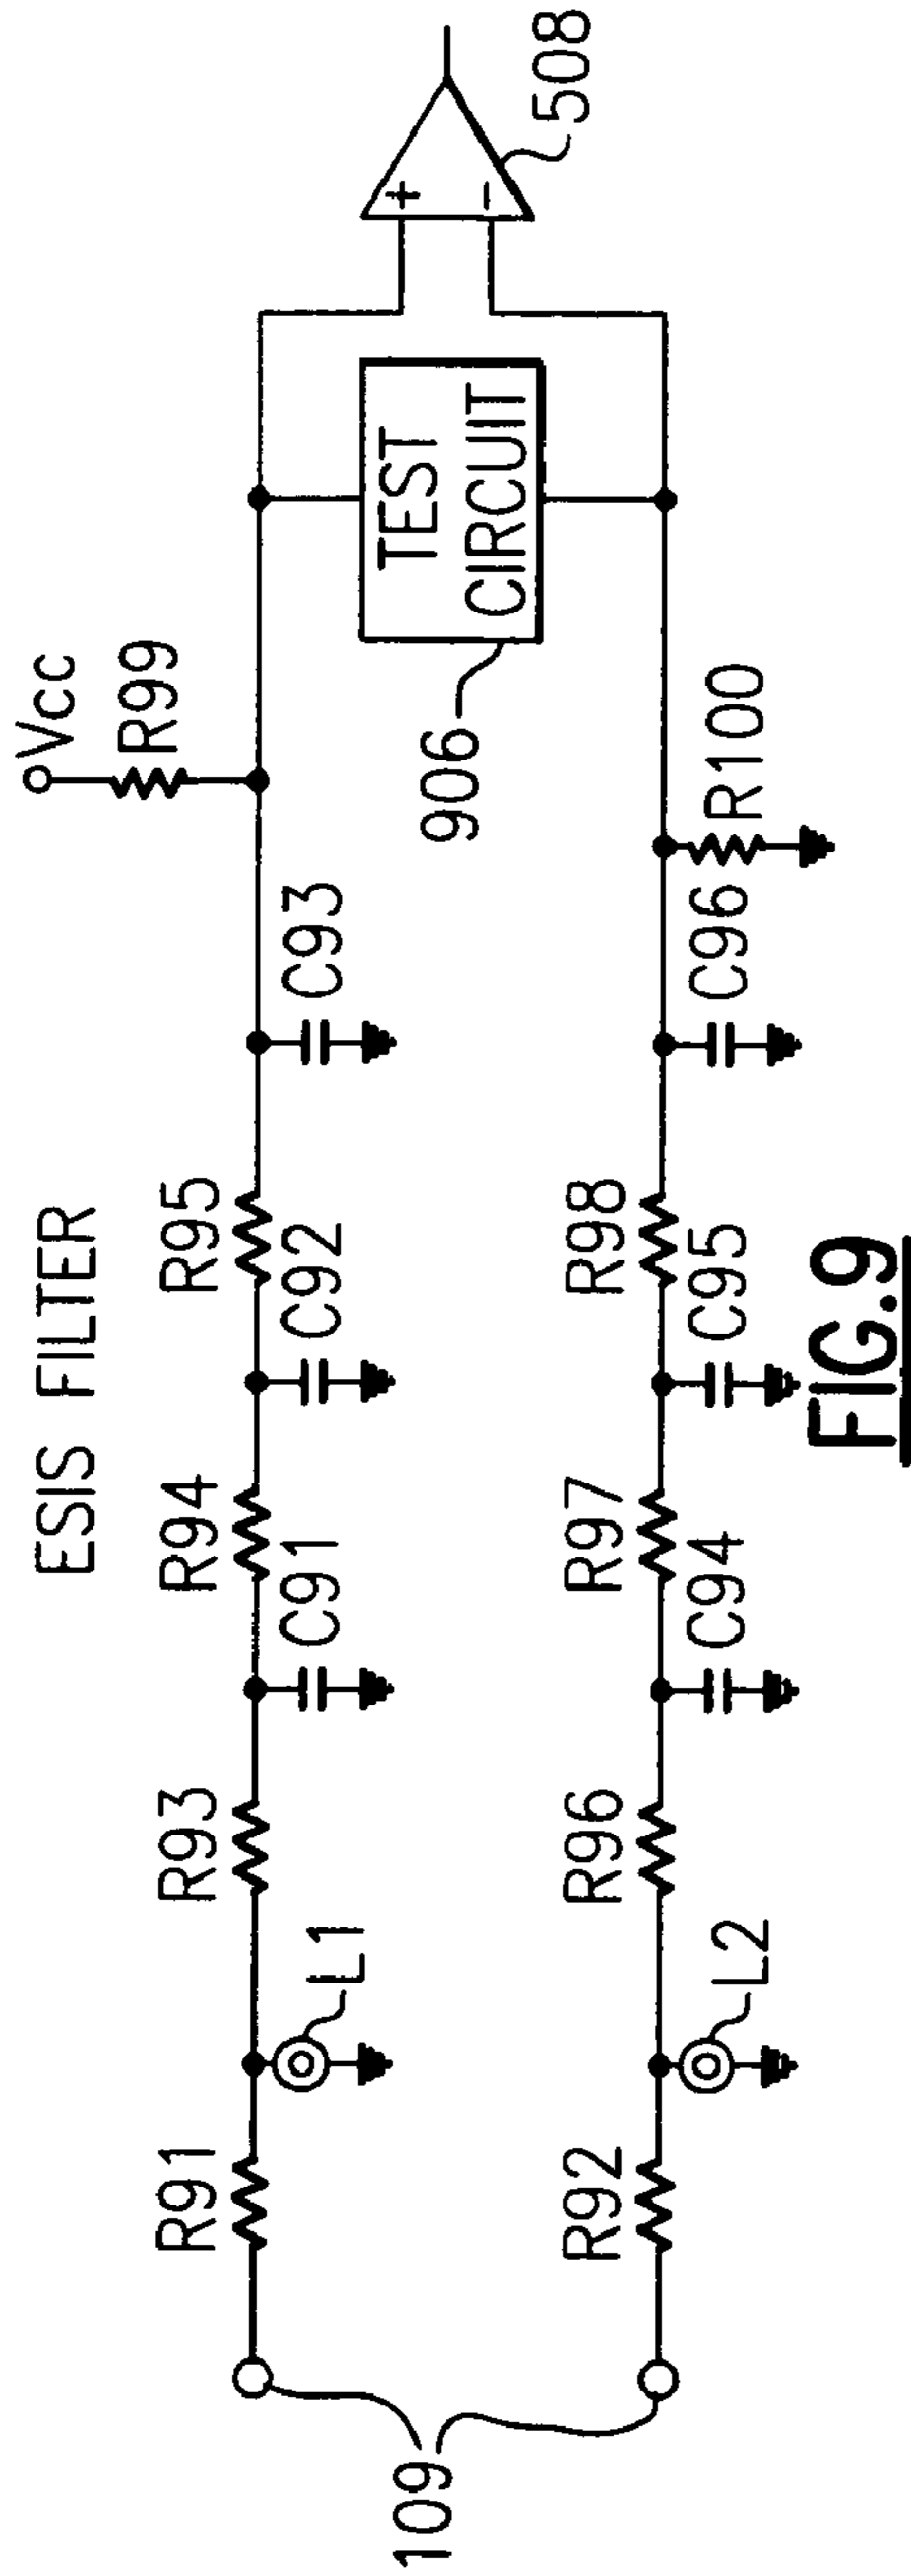 ESIS FILTER
Vcc
R99
R91
R93
R94
R95
L1
C91
C92
C93
109
TEST
CIRCUIT
906
508
+
−
R92
R96
R97
R98
R100
L2
C94
C95
C96
FIG.9